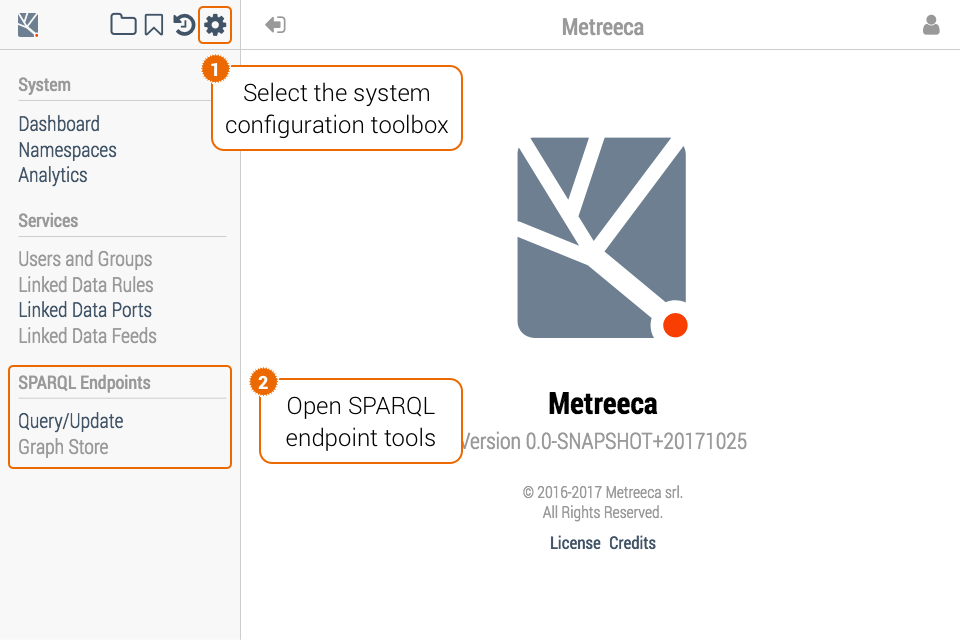 Metreeca
1
Select the system
configuration toolbox
System
Dashboard
Namespaces
Analytics
Services
Users and Groups
Linked Data Rules
Linked Data Ports
Linked Data Feeds
SPARQL Endpoints
Query/Update
Graph Store
2
Open SPARQL
endpoint tools
Metreeca
Version 0.0-SNAPSHOT+20171025
© 2016-2017 Metreeca srl.
All Rights Reserved.
License Credits